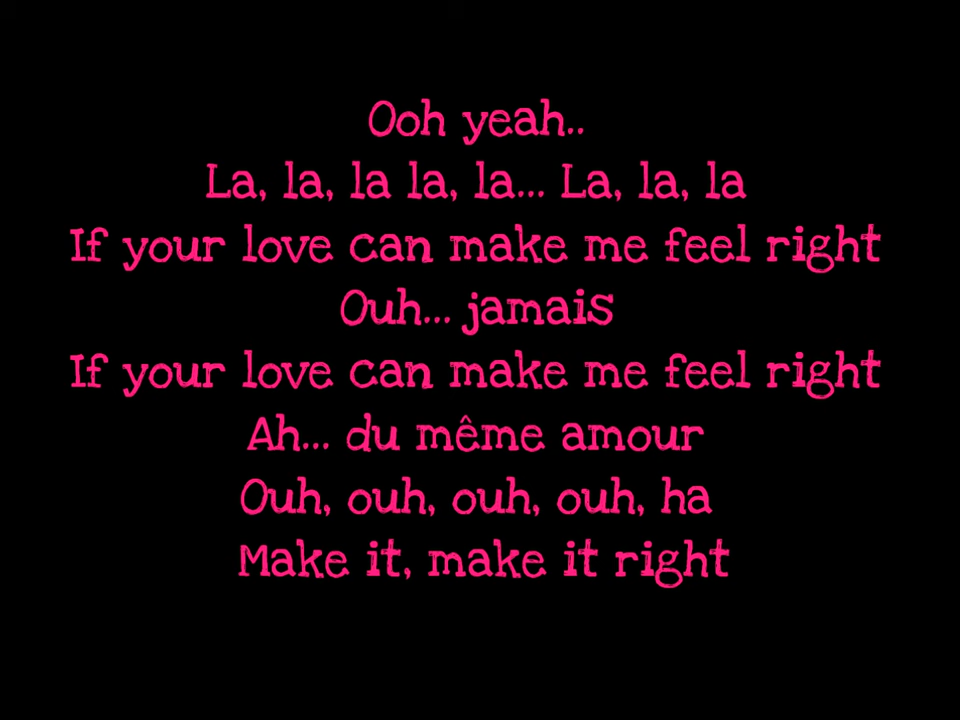 Ooh yeah..
La, la, la la, la... La, la, la
If your love can make me feel right
Ouh... jamais
If your love can make me feel right
Ah... du même amour
Ouh, ouh, ouh, ouh, ha
Make it, make it right